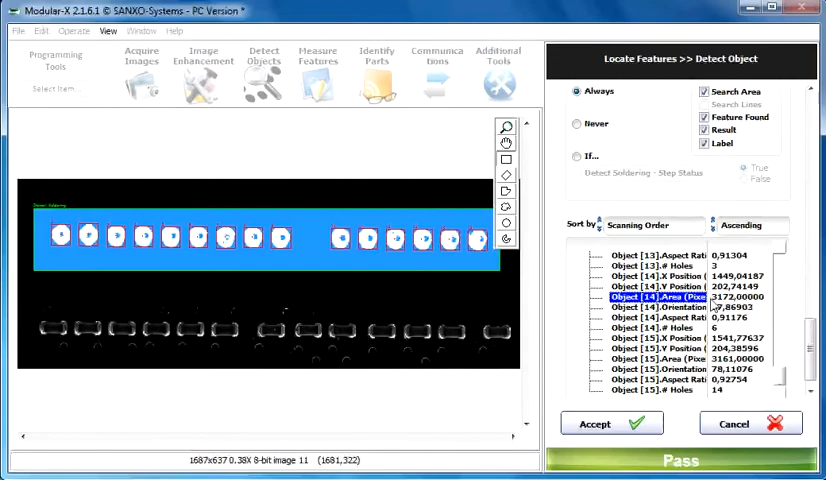 Modular-X 2.1.6.1 © SANXO-Systems - PC Version *
File Edit Operate View Window Help
Programming Tools
Select Item...
Acquire Images
Image Enhancement
Detect Objects
Measure Features
Identify Parts
Communica tions
Additional Tools
Locate Features >> Detect Object
Always
Never
If...
Detect Soldering - Step Status
Search Area
Search Lines
Feature Found
Result
Label
True
False
Sort by
Scanning Order
Ascending
Detect Soldering
Object [13].Aspect Rati 0,91304
Object [13].# Holes 3
Object [14].X Position ( 1449,04187
Object [14].Y Position ( 202,74149
Object [14].Area (Pixe 3172,00000
Object [14].Orientation 7,86903
Object [14].Aspect Rati 0,91176
Object [14].# Holes 6
Object [15].X Position ( 1541,77637
Object [15].Y Position ( 204,38596
Object [15].Area (Pixe 3161,00000
Object [15].Orientation 78,11076
Object [15].Aspect Rati 0,92754
Object [15].# Holes 14
Accept
Cancel
1687x637 0.38X 8-bit image 11 (1681,322)
Pass